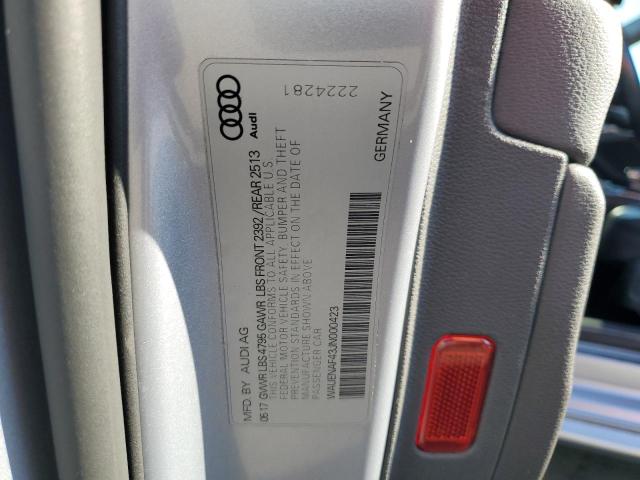 Audi
2224281
MFD. BY AUDI AG
GERMANY
05 17 GVWR LBS 4795 GAWR LBS FRONT 2392 / REAR 2513
THIS VEHICLE CONFORMS TO ALL APPLICABLE U.S.
FEDERAL MOTOR VEHICLE SAFETY, BUMPER AND THEFT
PREVENTION STANDARDS IN EFFECT ON THE DATE OF
MANUFACTURE SHOWN ABOVE
PASSENGER CAR
WAUENAF43JN000423